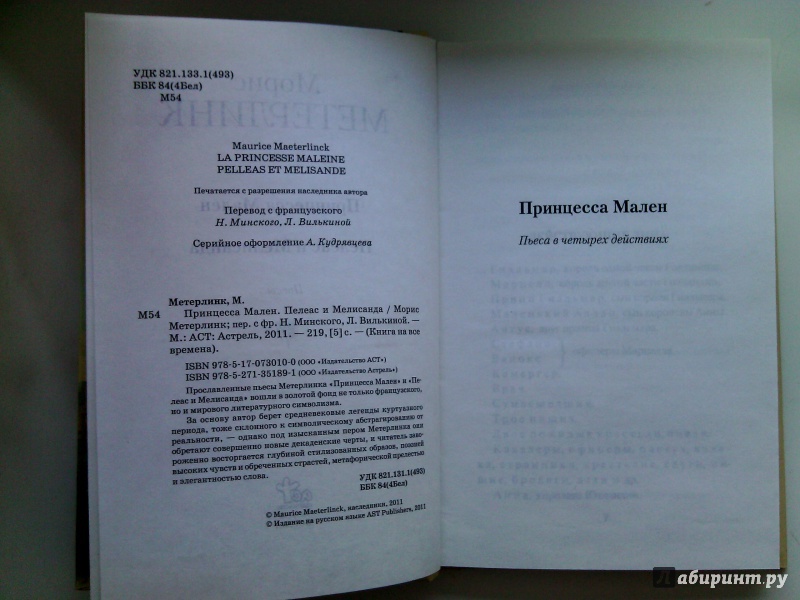 УДК 821.133.1(493)
ББК 84(4Бел)
М54
Maurice Maeterlinck
LA PRINCESSE MALEINE
PELLEAS ET MELISANDE
Печатается с разрешения наследника автора
Перевод с французского
Н. Минского, Л. Вилькиной
Серийное оформление А. Кудрявцева
Метерлинк, М.
М54 Принцесса Мален. Пелеас и Мелисанда / Морис
Метерлинк; пер. с фр. Н. Минского, Л. Вилькиной. —
М.: АСТ: Астрель, 2011. — 219, [5] с. — (Книга на все
времена).
ISBN 978-5-17-073010-0 (ООО «Издательство АСТ»)
ISBN 978-5-271-35189-1 (ООО «Издательство Астрель»)
Прославленные пьесы Метерлинка «Принцесса Мален» и «Пе-
леас и Мелисанда» вошли в золотой фонд не только французского,
но и мирового литературного символизма.
За основу автор берет средневековые легенды куртуазного
периода, тоже склонного к символическому абстрагированию от
реальности, — однако под изысканным пером Метерлинка они
обретают совершенно новые декадентские черты, и читатель заво-
роженно восторгается глубиной стилизованных образов, поэзией
высоких чувств и обреченных страстей, метафорической прелестью
и элегантностью слова.
УДК 821.131.1(493)
ББК 84(4Бел)
© Maurice Maeterlinck, наследники, 2011
© Издание на русском языке AST Publishers, 2011
Принцесса Мален
Пьеса в четырех действиях
Лабиринт.ру